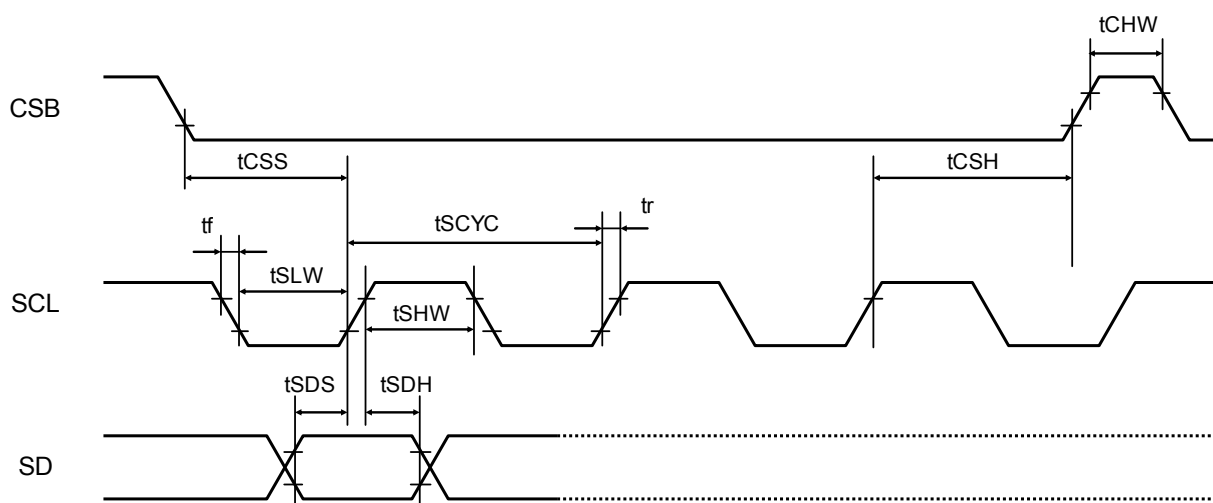 tCHW
CSB
tCSS
tCSH
tf
tSCYC
tr
tSLW
SCL
tSHW
tSDS
tSDH
SD